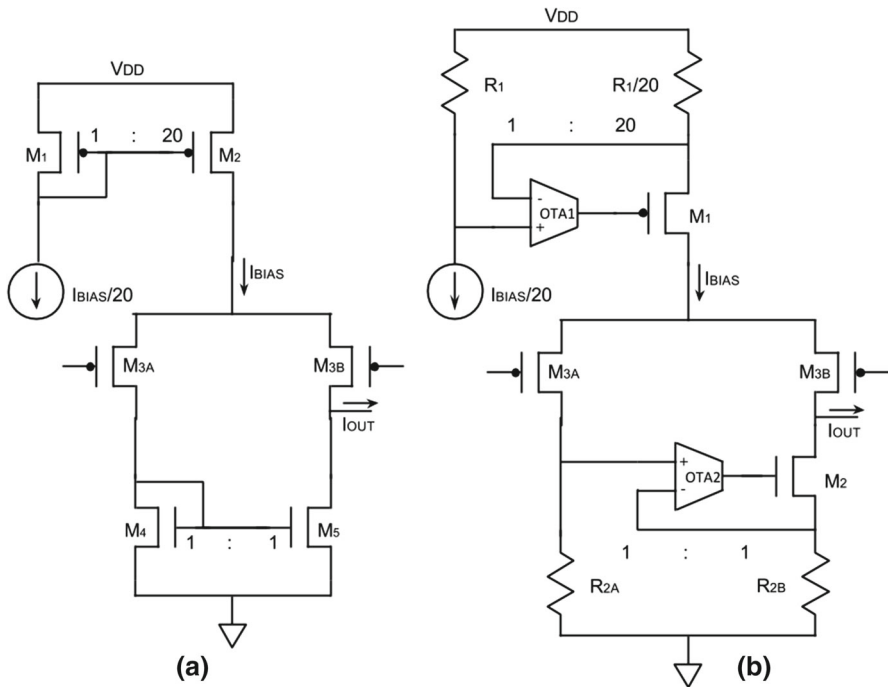 VDD
M1
1 : 20
M2
IBIAS
IBIAS/20
M3A
M3B
IOUT
M4
1 : 1
M5
(a)
VDD
R1
R1/20
1 : 20
-
OTA1
+
M1
IBIAS
IBIAS/20
M3A
M3B
IOUT
+
OTA2
-
M2
1 : 1
R2A
R2B
(b)